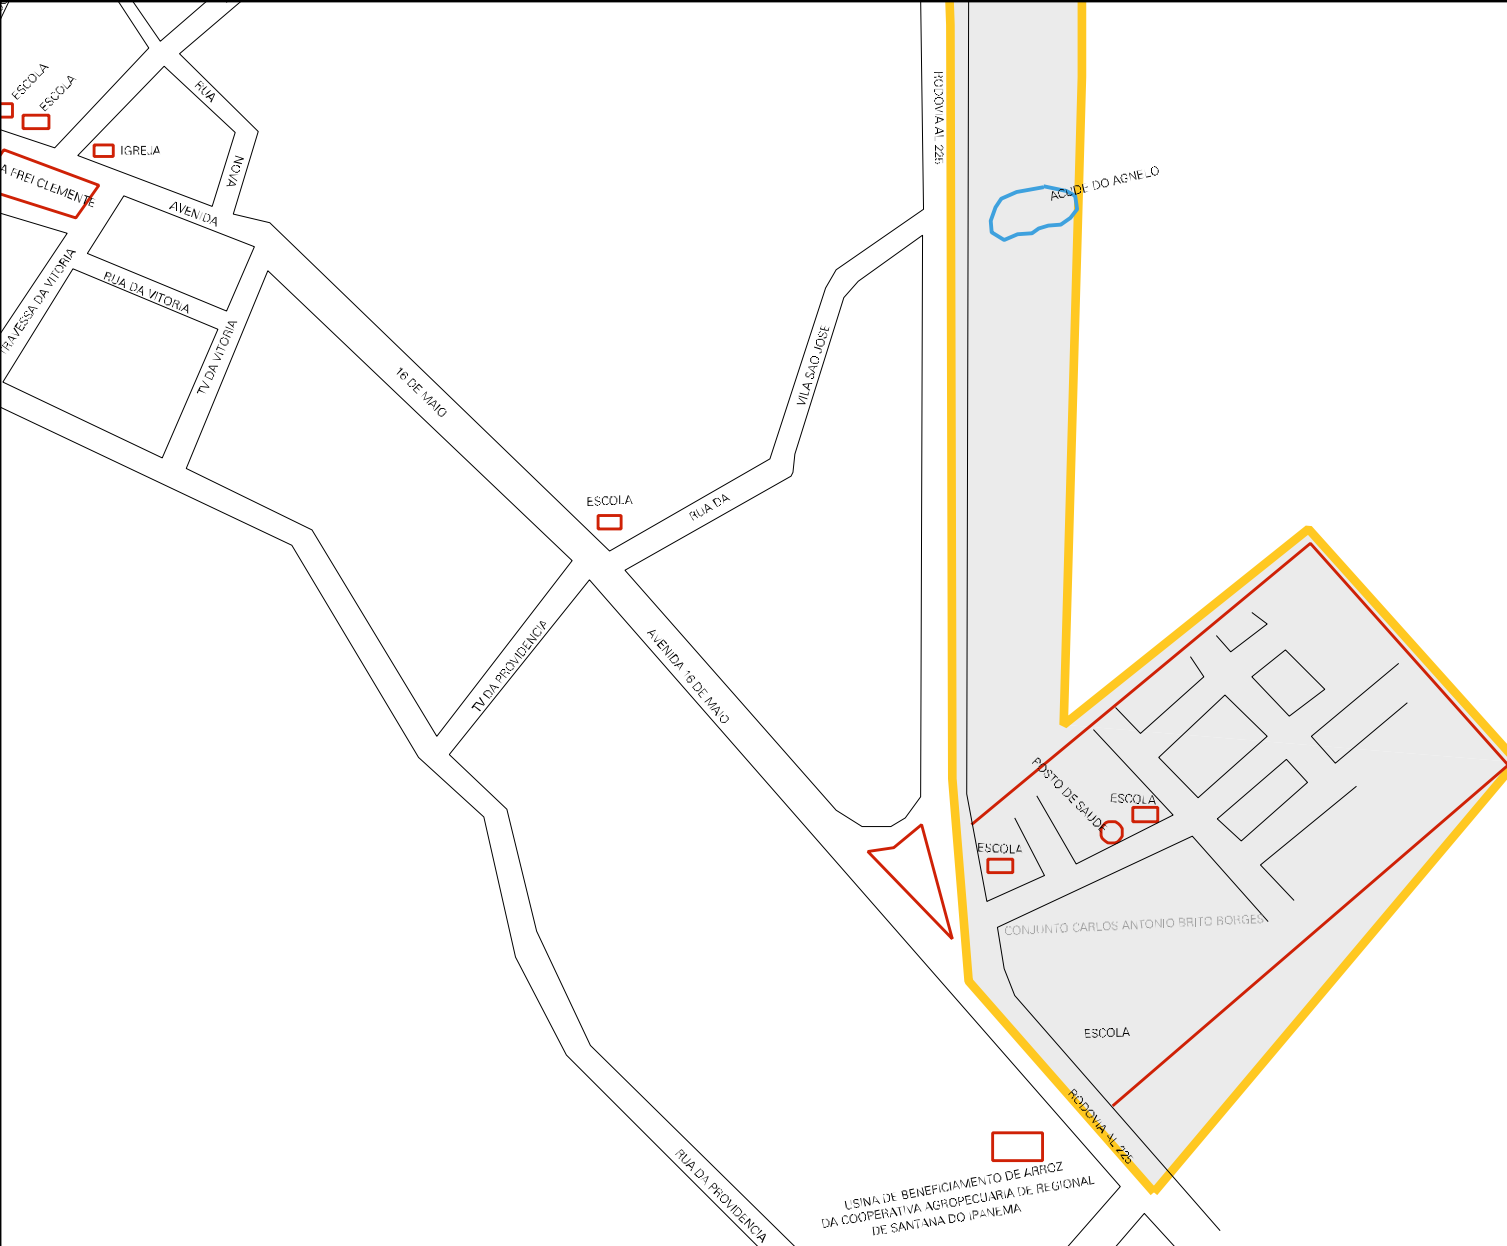 ESCOLA
ESCOLA
RUA
IGREJA
NOVA
A FREI CLEMENTE
AVENIDA
RODOVIA AL 225
ACUDE DO AGNELO
TRAVESSA DA VITORIA
RUA DA VITORIA
TV DA VITORIA
16 DE MAIO
VILA SAO JOSE
ESCOLA
RUA DA
TV DA PROVIDENCIA
AVENIDA 16 DE MAIO
POSTO DE SAUDE
ESCOLA
ESCOLA
CONJUNTO CARLOS ANTONIO BRITO BORGES
ESCOLA
RODOVIA AL 225
RUA DA PROVIDENCIA
USINA DE BENEFICIAMENTO DE ARROZ
DA COOPERATIVA AGROPECUARIA DE REGIONAL
DE SANTANA DO IPANEMA